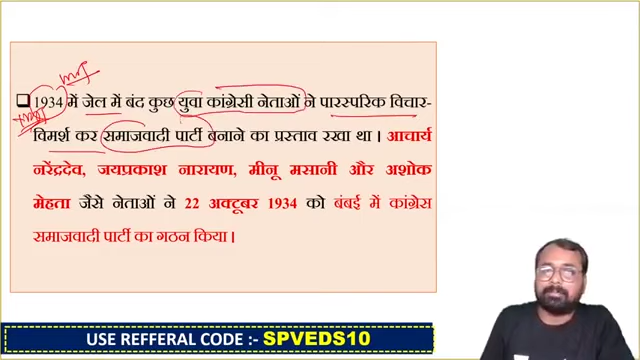 1934 में जेल में बंद कुछ युवा कांग्रेसी नेताओं ने पारस्परिक विचार-
विमर्श कर समाजवादी पार्टी बनाने का प्रस्ताव रखा था । आचार्य
नरेंद्रदेव, जयप्रकाश नारायण, मीनू मसानी और अशोक
मेहता जैसे नेताओं ने 22 अक्टूबर 1934 को बंबई में कांग्रेस
समाजवादी पार्टी का गठन किया ।
USE REFFERAL CODE :- SPVEDS10